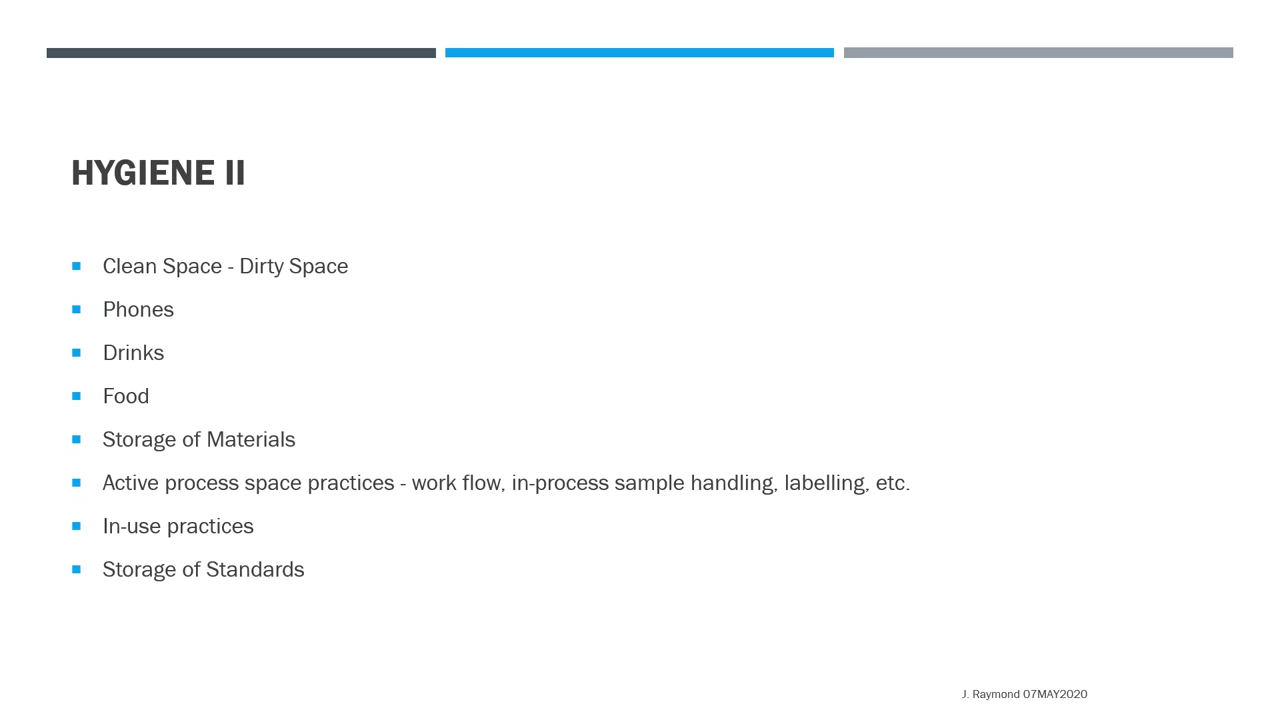 HYGIENE II
Clean Space - Dirty Space
Phones
Drinks
Food
Storage of Materials
Active process space practices - work flow, in-process sample handling, labelling, etc.
In-use practices
Storage of Standards
J. Raymond 07MAY2020